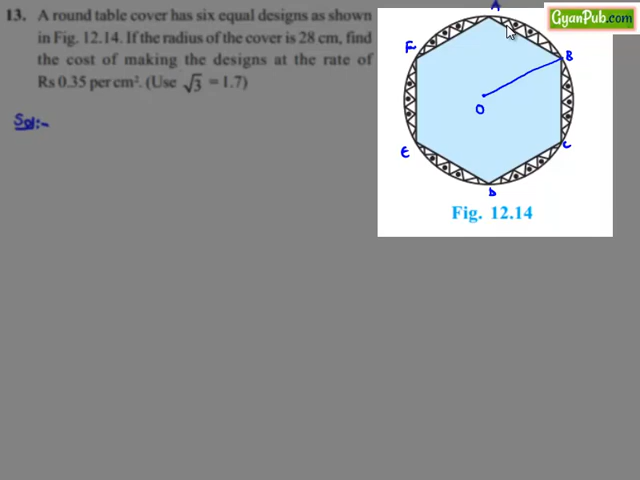 13. A round table cover has six equal designs as shown
in Fig. 12.14. If the radius of the cover is 28 cm, find
the cost of making the designs at the rate of
Rs 0.35 per cm². (Use √3 = 1.7)
Sol:-
GyanPub.com
A
F
B
O
E
C
D
Fig. 12.14